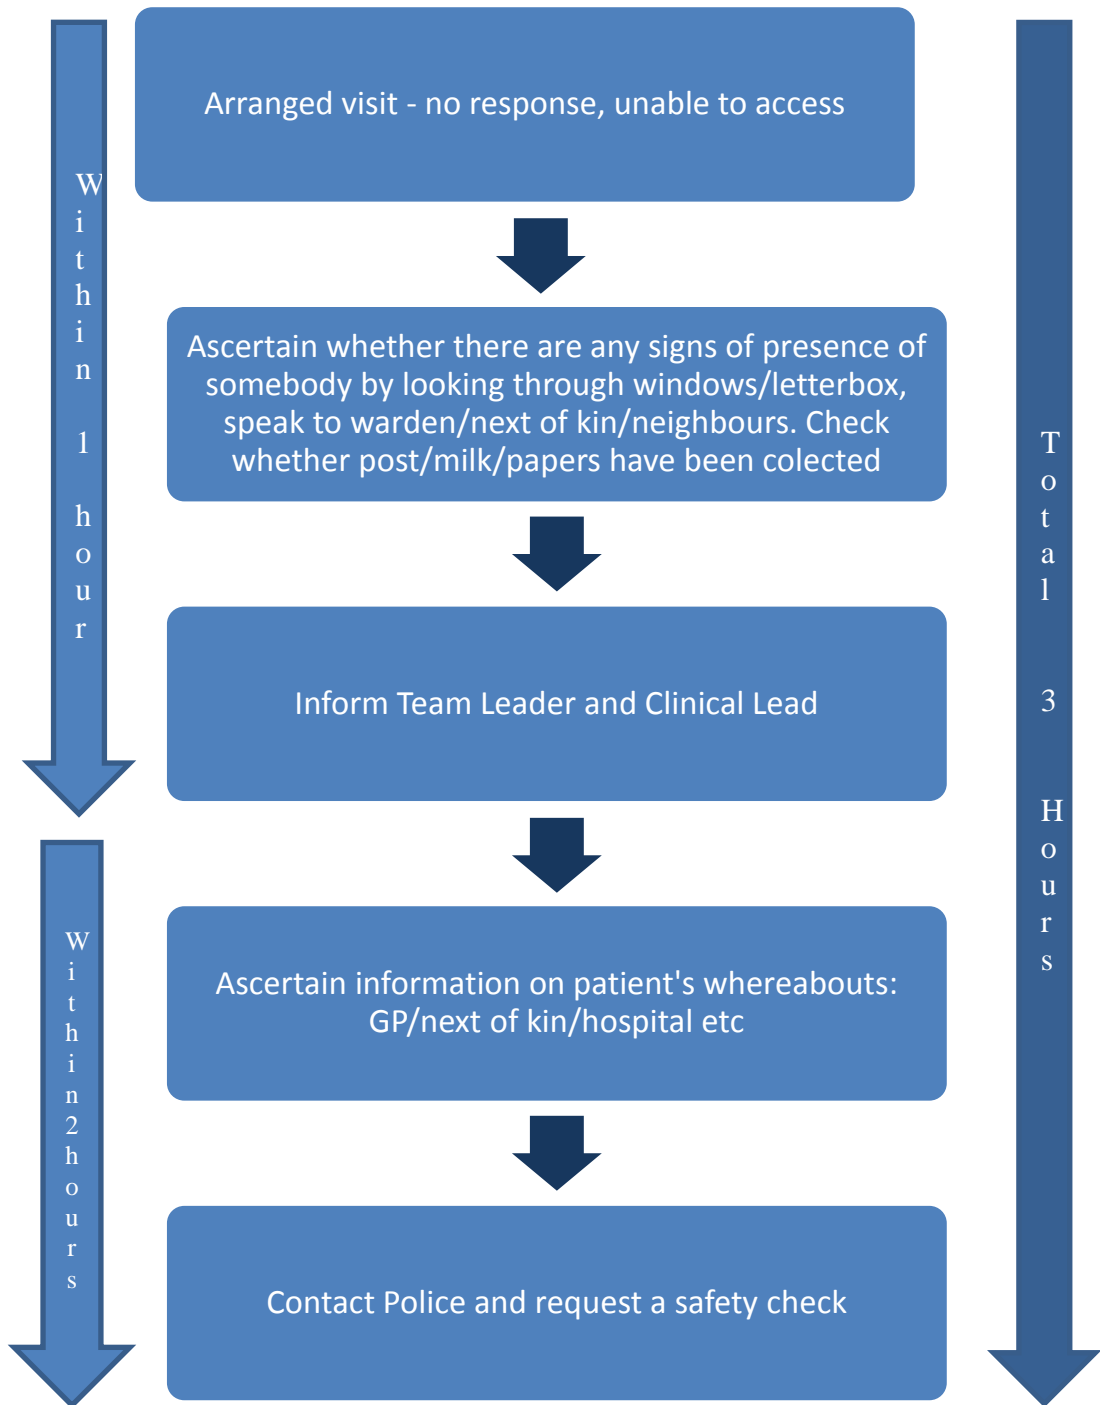 Arranged visit - no response, unable to access
Within 1 hour
Ascertain whether there are any signs of presence of
somebody by looking through windows/letterbox,
speak to warden/next of kin/neighbours. Check
whether post/milk/papers have been colected
Inform Team Leader and Clinical Lead
Total 3 Hours
Within2hours
Ascertain information on patient's whereabouts:
GP/next of kin/hospital etc
Contact Police and request a safety check